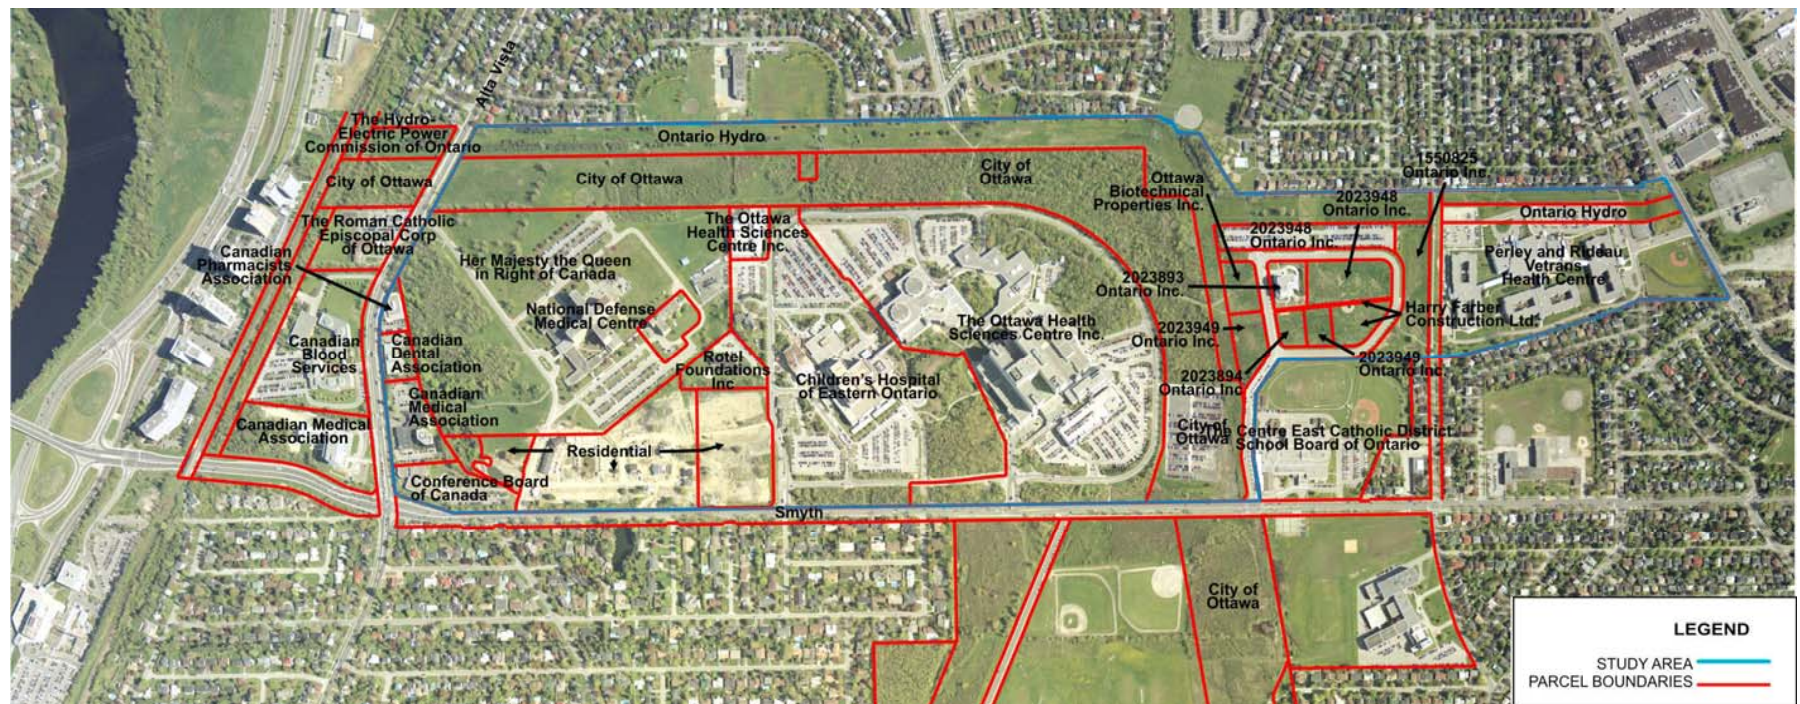 Alta Vista
The Hydro-
Electric Power
Commission of Ontario
Ontario Hydro
City of Ottawa
City of Ottawa
City of
Ottawa
Ottawa
Biotechnical
Properties Inc.
1550825
Ontario Inc.
2023948
Ontario Inc.
2023948
Ontario Inc.
Ontario Hydro
The Roman Catholic
Episcopal Corp
of Ottawa
The Ottawa
Health Sciences
Centre Inc.
Canadian
Pharmacists
Association
Her Majesty the Queen
in Right of Canada
Perley and Rideau
Vetrans
Health Centre
2023893
Ontario Inc.
National Defense
Medical Centre
The Ottawa Health
Sciences Centre Inc.
Harry Farber
Construction Ltd.
2023949
Ontario Inc.
Canadian
Blood
Services
Canadian
Dental
Association
Rotel
Foundations
Inc
2023949
Ontario Inc.
2023894
Ontario Inc
Children's Hospital
of Eastern Ontario
Canadian
Medical
Association
Canadian Medical
Association
City of
Ottawa
The Centre East Catholic District
School Board of Ontario
Residential
Conference Board
of Canada
Smyth
City of
Ottawa
LEGEND
STUDY AREA
PARCEL BOUNDARIES